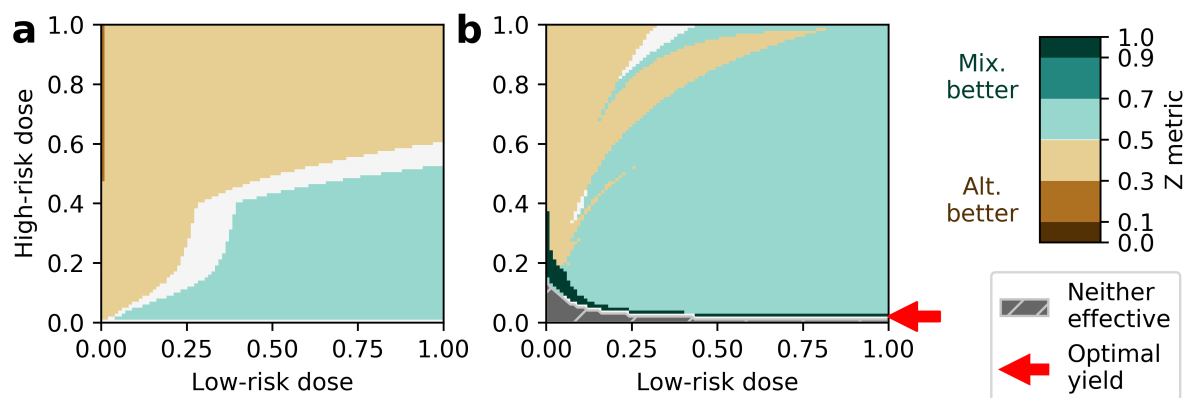 a
b
High-risk dose
1.0
0.8
0.6
0.4
0.2
0.0
0.00
0.25
0.50
0.75
1.00
Low-risk dose
1.0
0.8
0.6
0.4
0.2
0.0
0.00
0.25
0.50
0.75
1.00
Low-risk dose
Mix.
better
Alt.
better
1.0
0.9
0.7
0.5
0.3
0.1
0.0
Z metric
Neither
effective
Optimal
yield